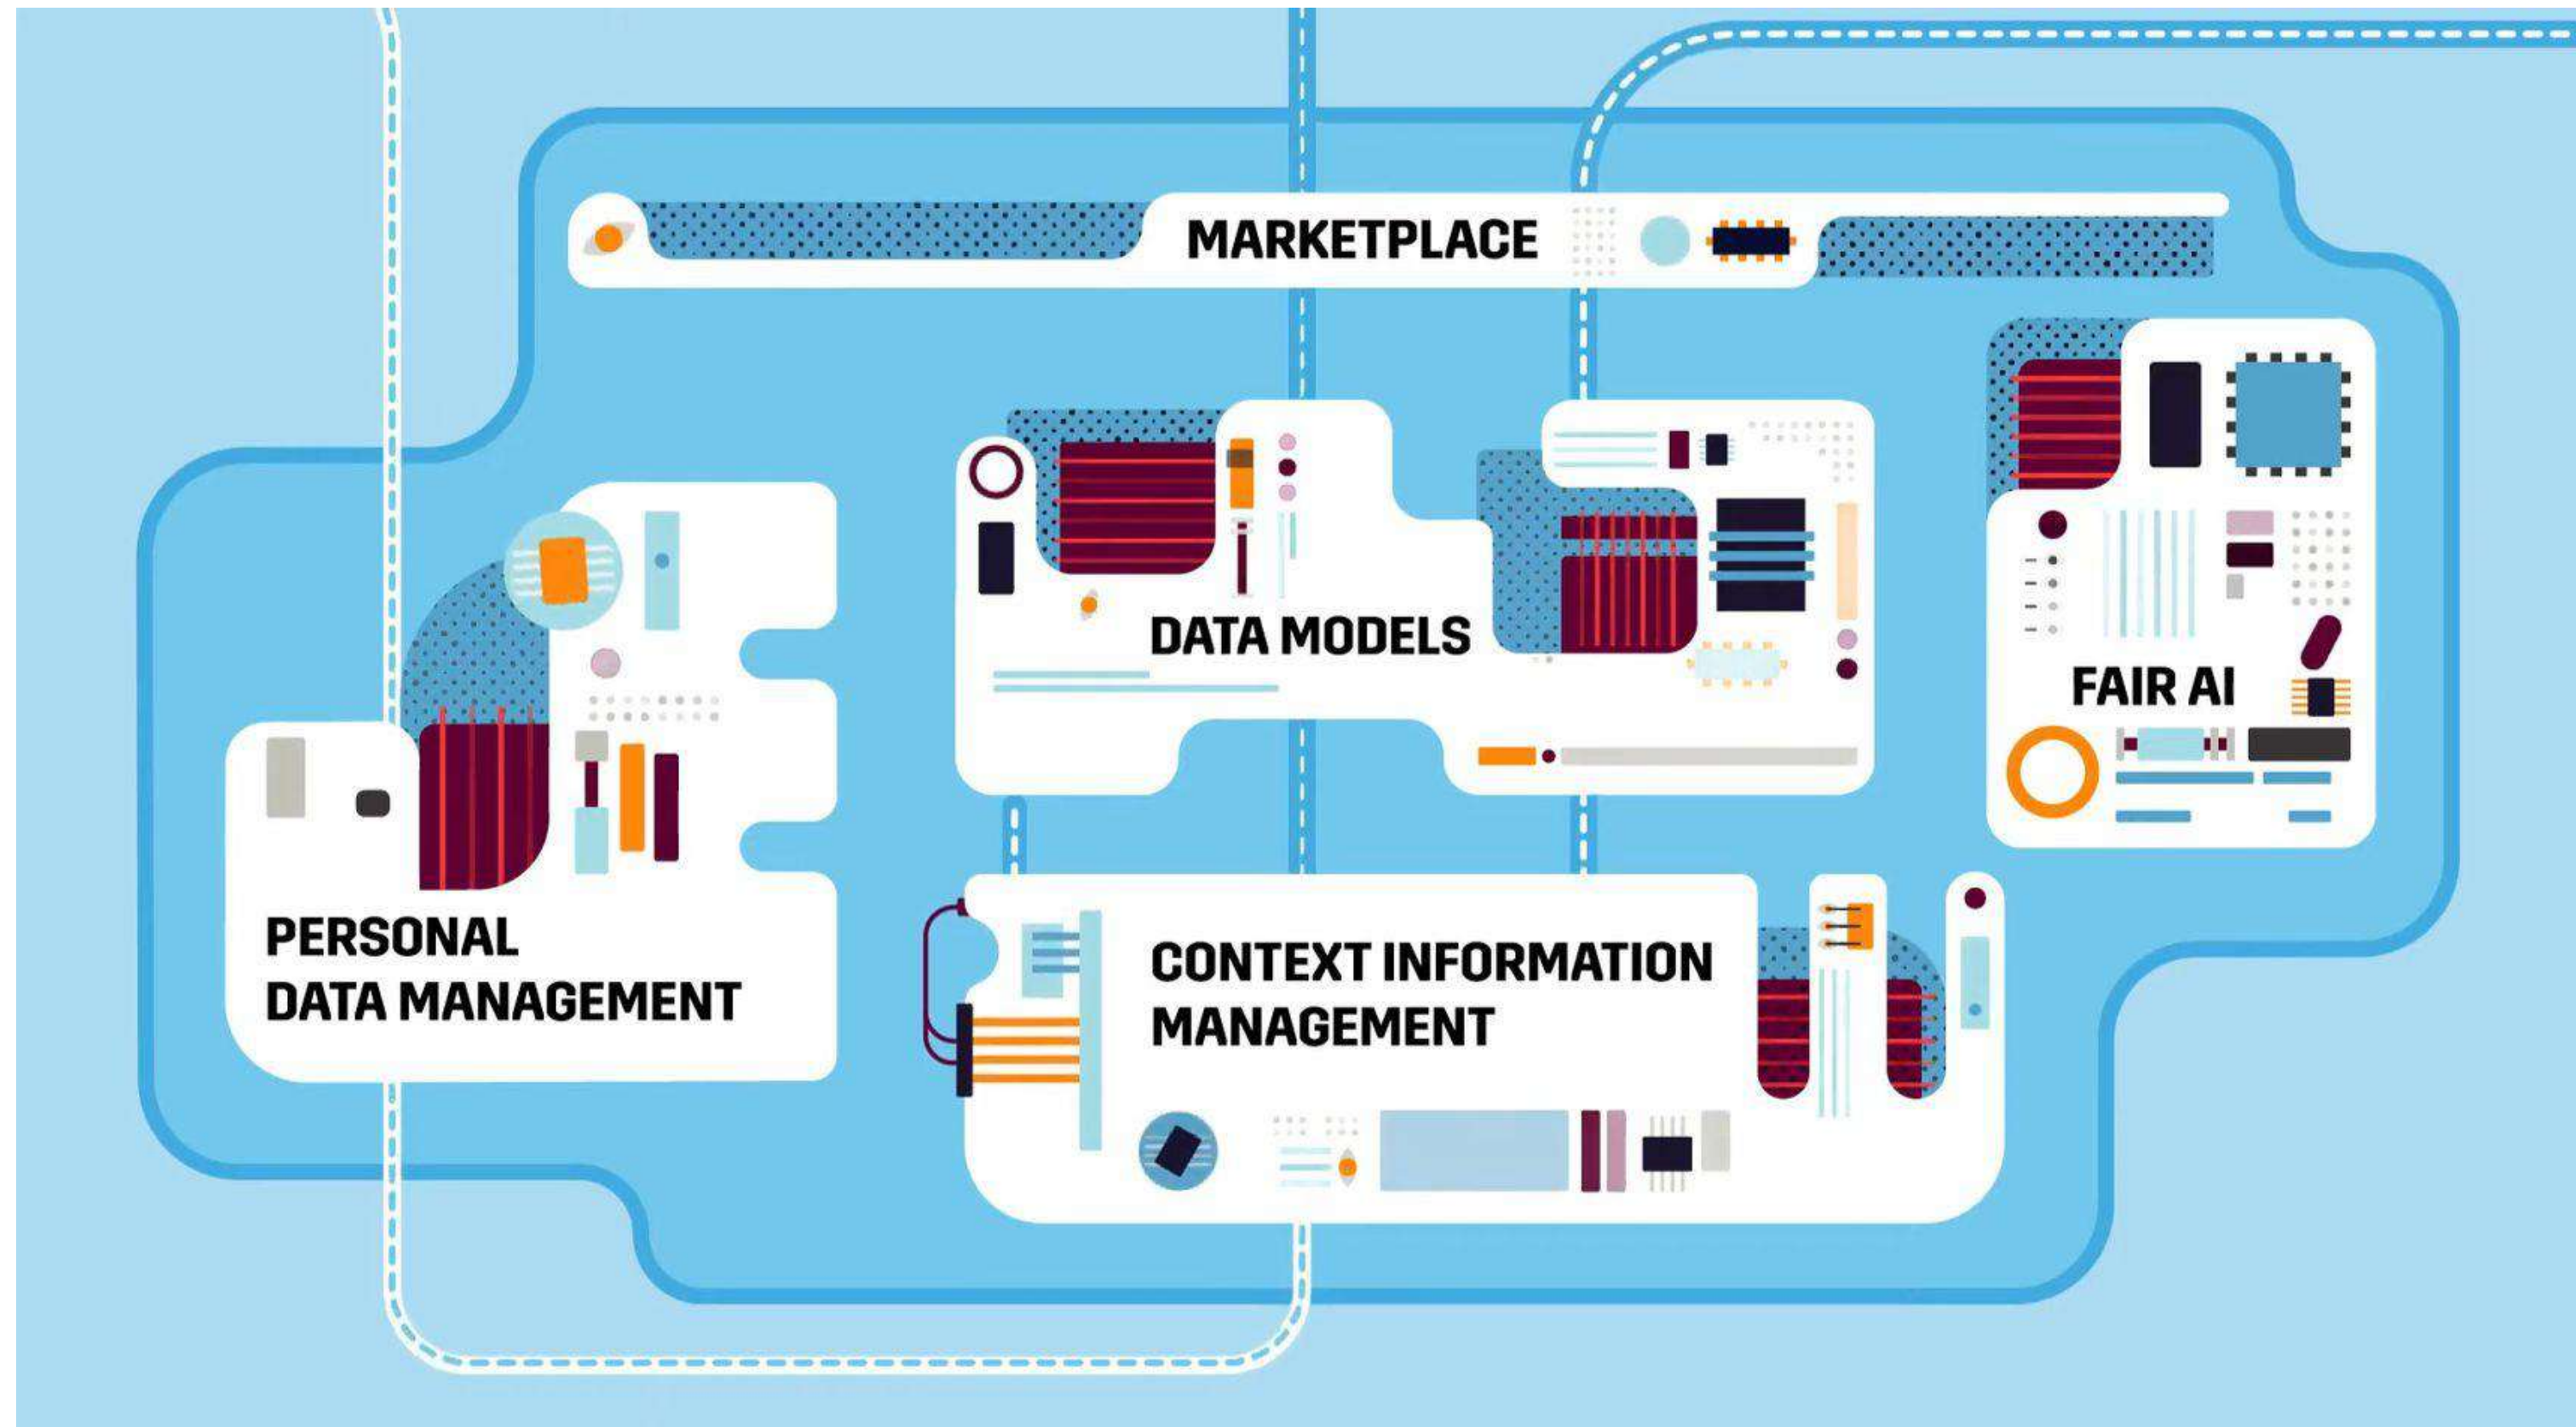 MARKETPLACE
DATA MODELS
FAIR AI
PERSONAL
DATA MANAGEMENT
CONTEXT INFORMATION
MANAGEMENT